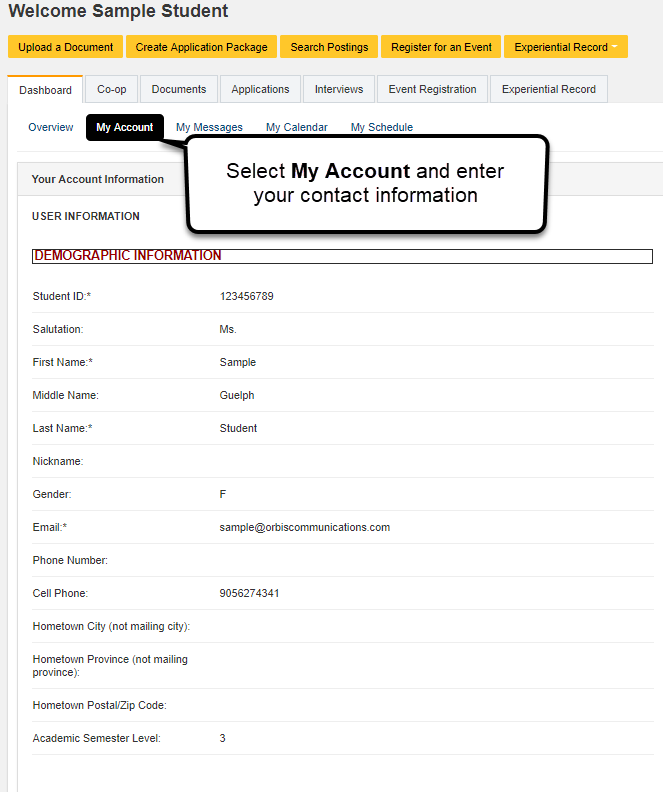 Welcome Sample Student
Upload a Document Create Application Package Search Postings Register for an Event Experiential Record
Dashboard Co-op Documents Applications Interviews Event Registration Experiential Record
Overview My Account My Messages My Calendar My Schedule
Select My Account and enter
your contact information
Your Account Information
USER INFORMATION
DEMOGRAPHIC INFORMATION
Student ID:* 123456789
Salutation: Ms.
First Name:* Sample
Middle Name: Guelph
Last Name:* Student
Nickname:
Gender: F
Email:* sample@orbiscommunications.com
Phone Number:
Cell Phone: 9056274341
Hometown City (not mailing city):
Hometown Province (not mailing
province):
Hometown Postal/Zip Code:
Academic Semester Level: 3